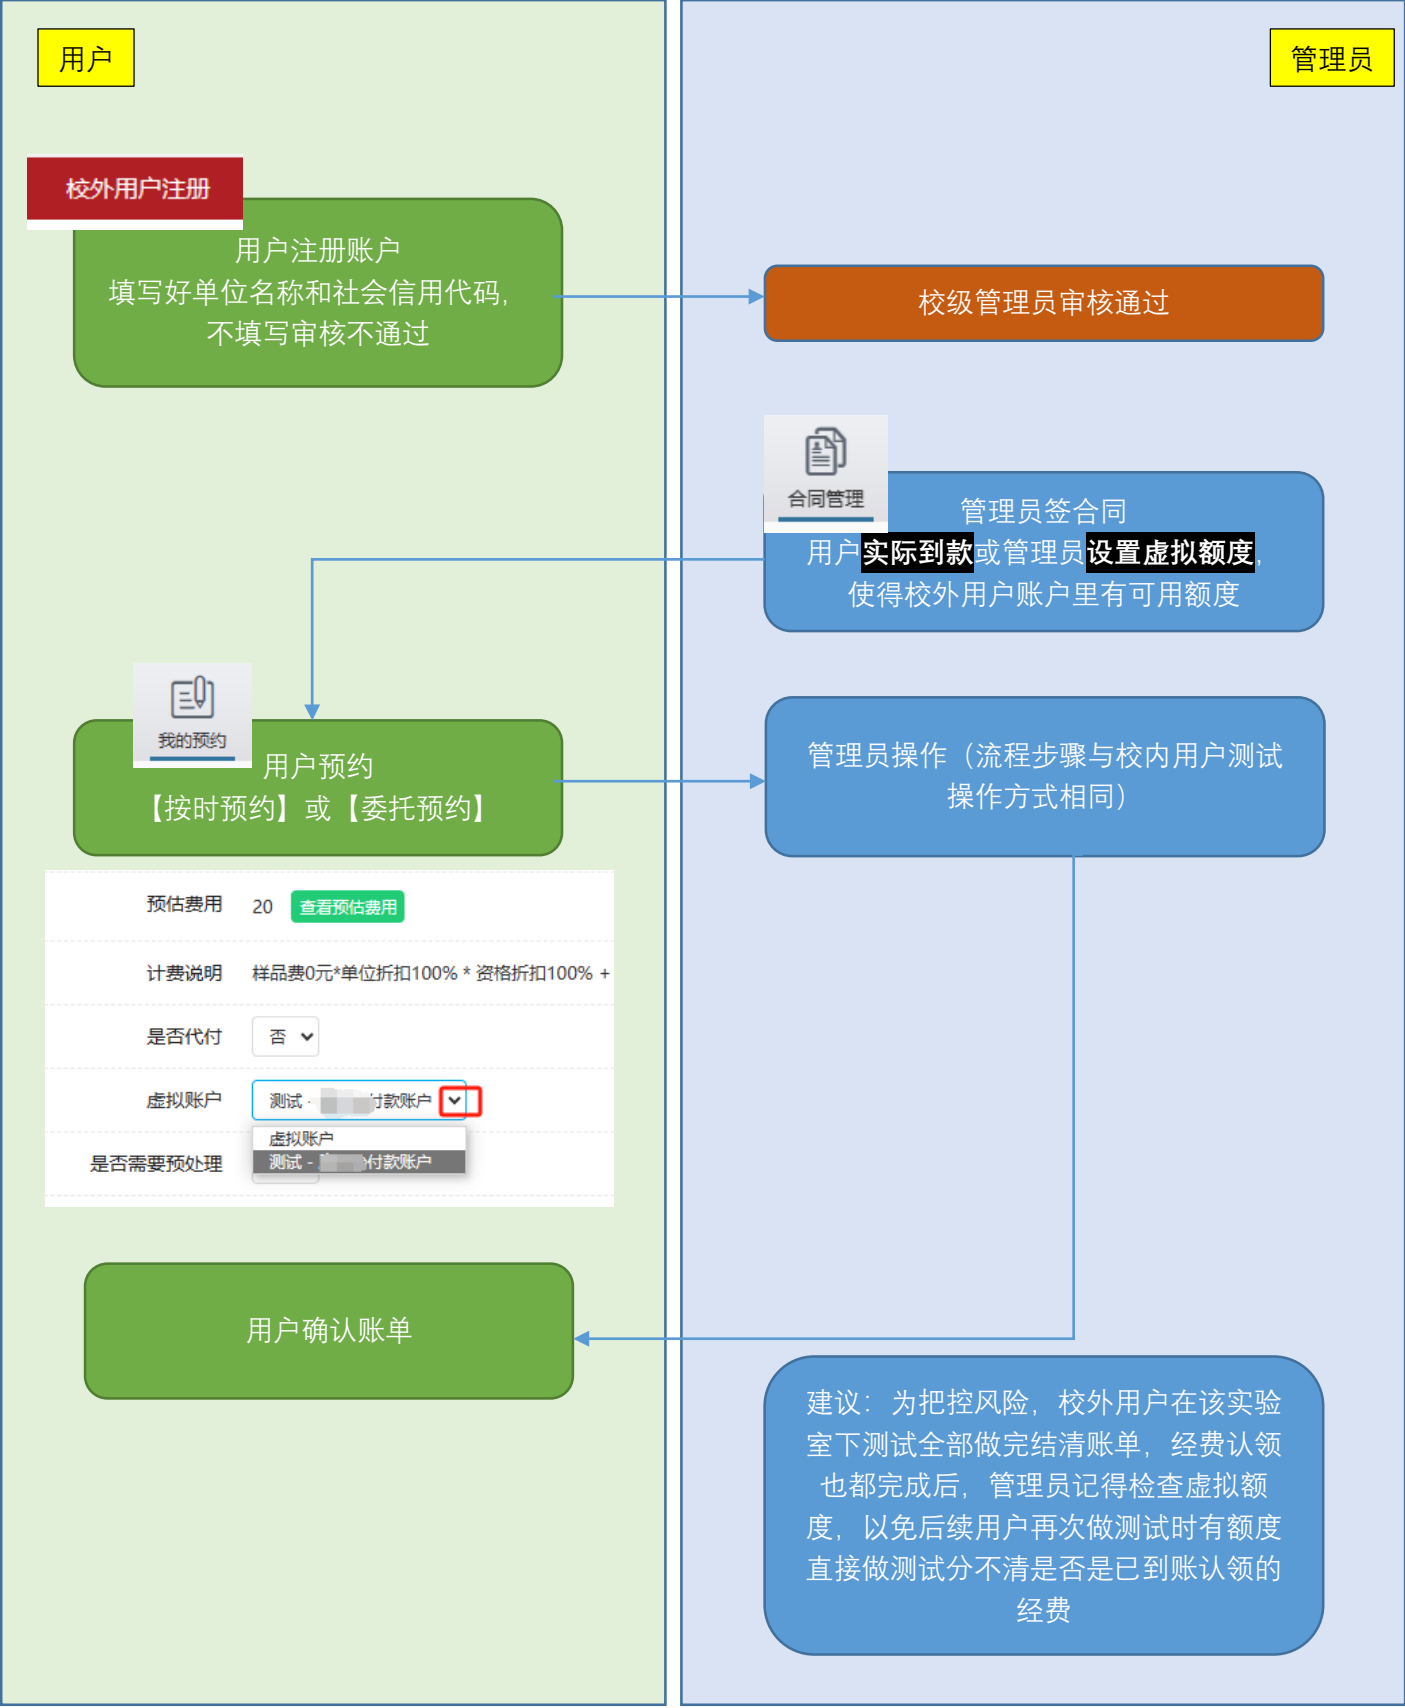 用户
管理员
校外用户注册
用户注册账户
填写好单位名称和社会信用代码,
不填写审核不通过
校级管理员审核通过
合同管理
管理员签合同
用户实际到款或管理员设置虚拟额度,
使得校外用户账户里有可用额度
我的预约
用户预约
【按时预约】或【委托预约】
管理员操作（流程步骤与校内用户测试
操作方式相同）
预估费用 20 查看预估费用
计费说明 样品费0元*单位折扣100% * 资格折扣100% +
是否代付 否
虚拟账户 测试 - 付款账户
虚拟账户
测试 - 付款账户
是否需要预处理
用户确认账单
建议：为把控风险，校外用户在该实验
室下测试全部做完结清账单，经费认领
也都完成后，管理员记得检查虚拟额
度，以免后续用户再次做测试时有额度
直接做测试分不清是否是已到账认领的
经费